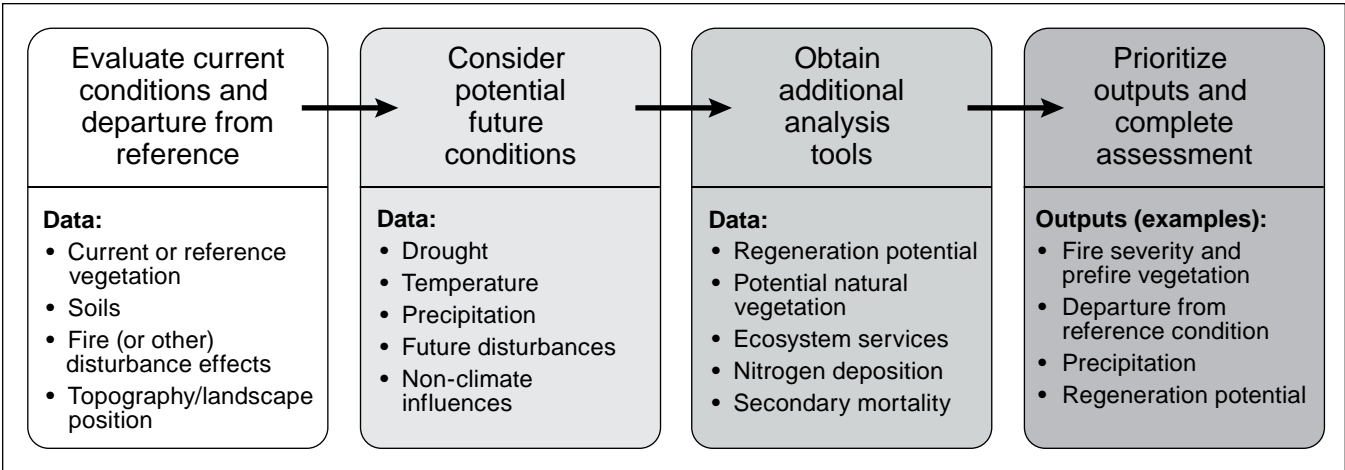 Evaluate current
conditions and
departure from
reference
Data:
• Current or reference
vegetation
• Soils
• Fire (or other)
disturbance effects
• Topography/landscape
position
Consider
potential
future
conditions
Data:
• Drought
• Temperature
• Precipitation
• Future disturbances
• Non-climate
influences
Obtain
additional
analysis
tools
Data:
• Regeneration potential
• Potential natural
vegetation
• Ecosystem services
• Nitrogen deposition
• Secondary mortality
Prioritize
outputs and
complete
assessment
Outputs (examples):
• Fire severity and
prefire vegetation
• Departure from
reference condition
• Precipitation
• Regeneration potential